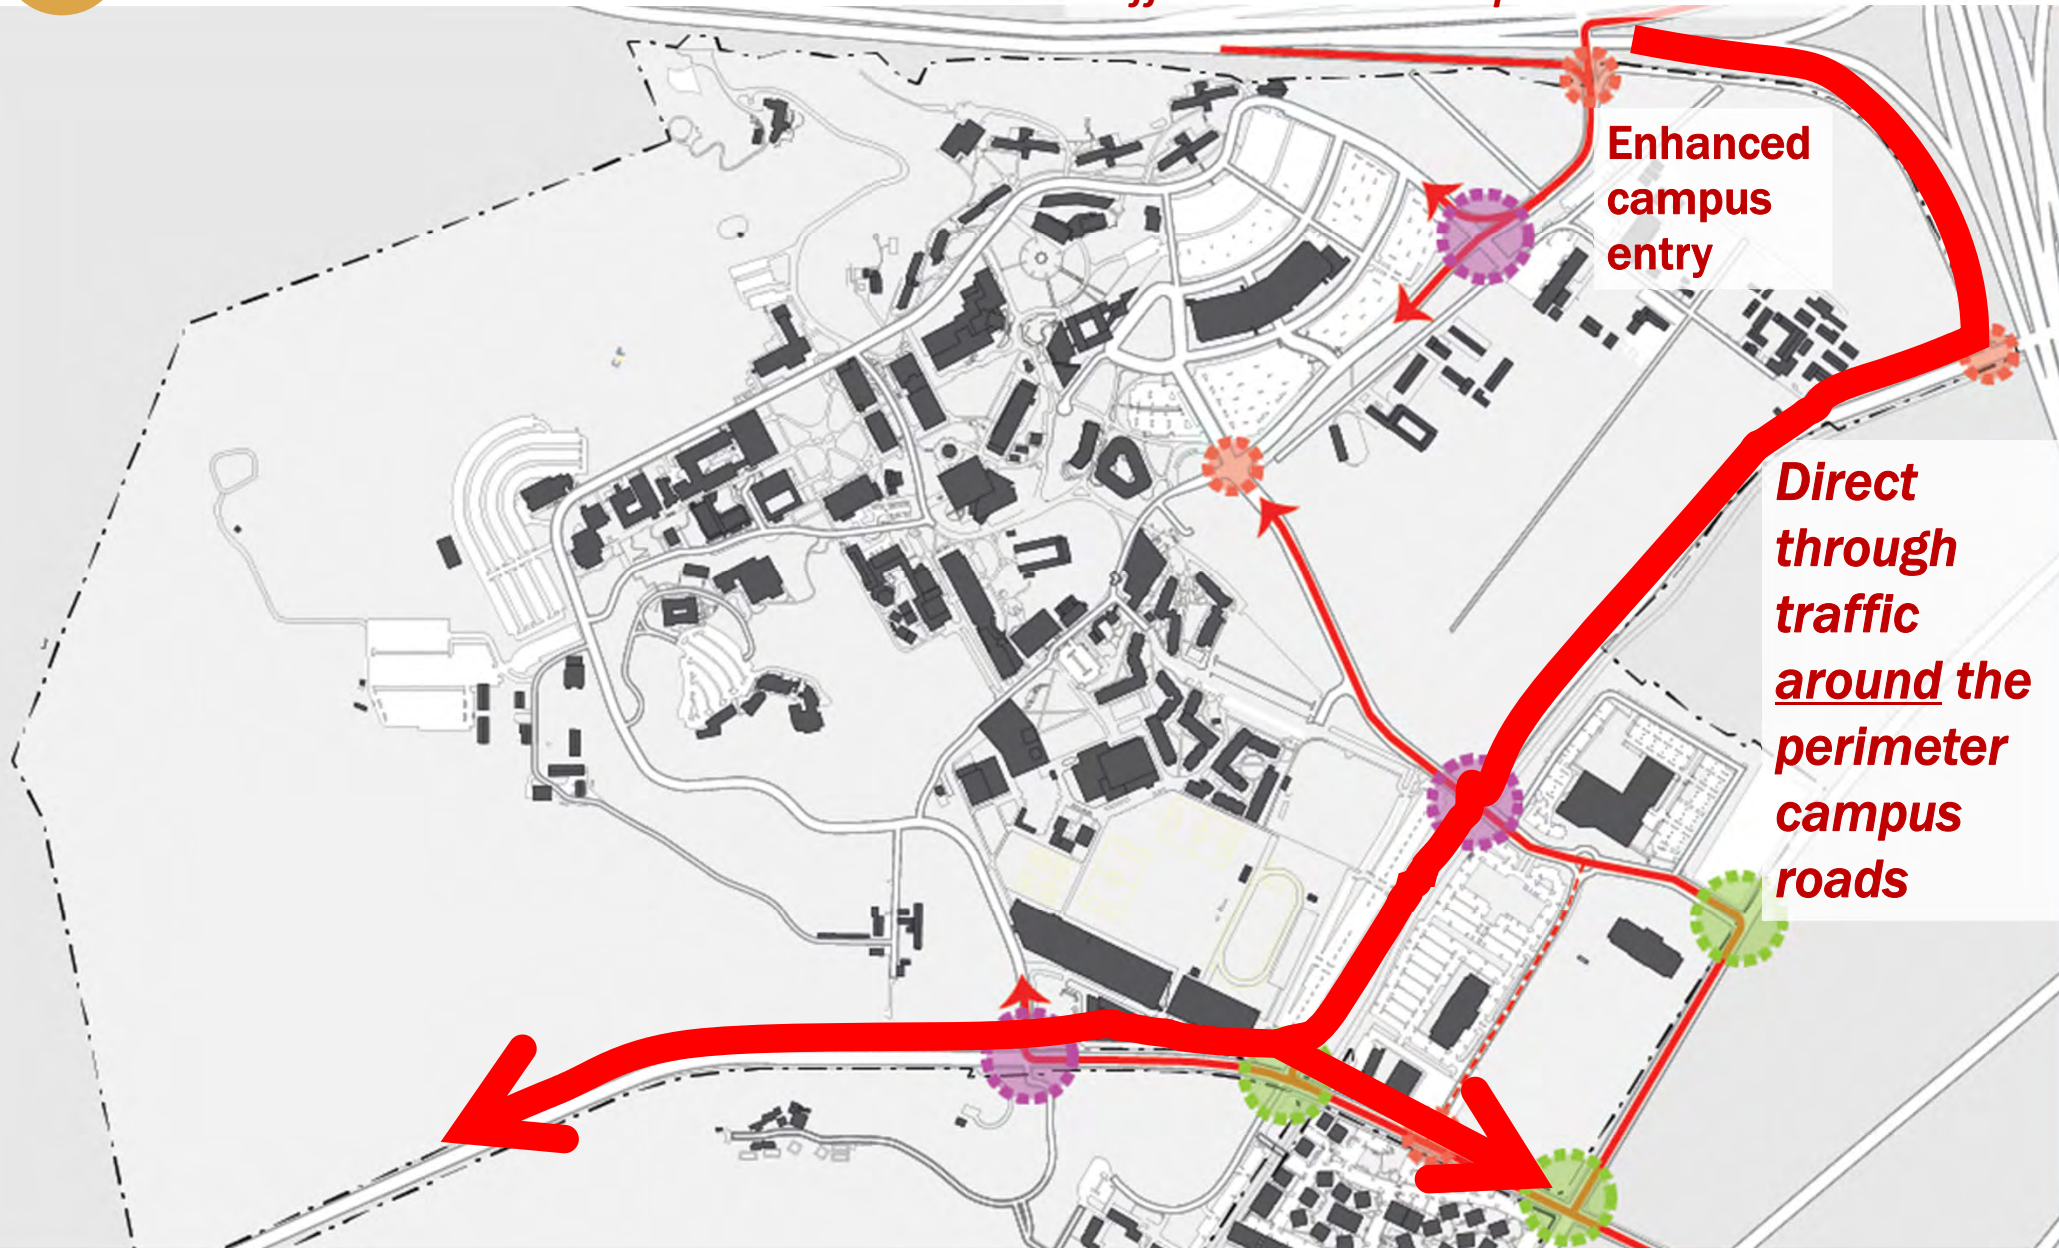 Enhanced
campus
entry
Direct
through
traffic
around the
perimeter
campus
roads